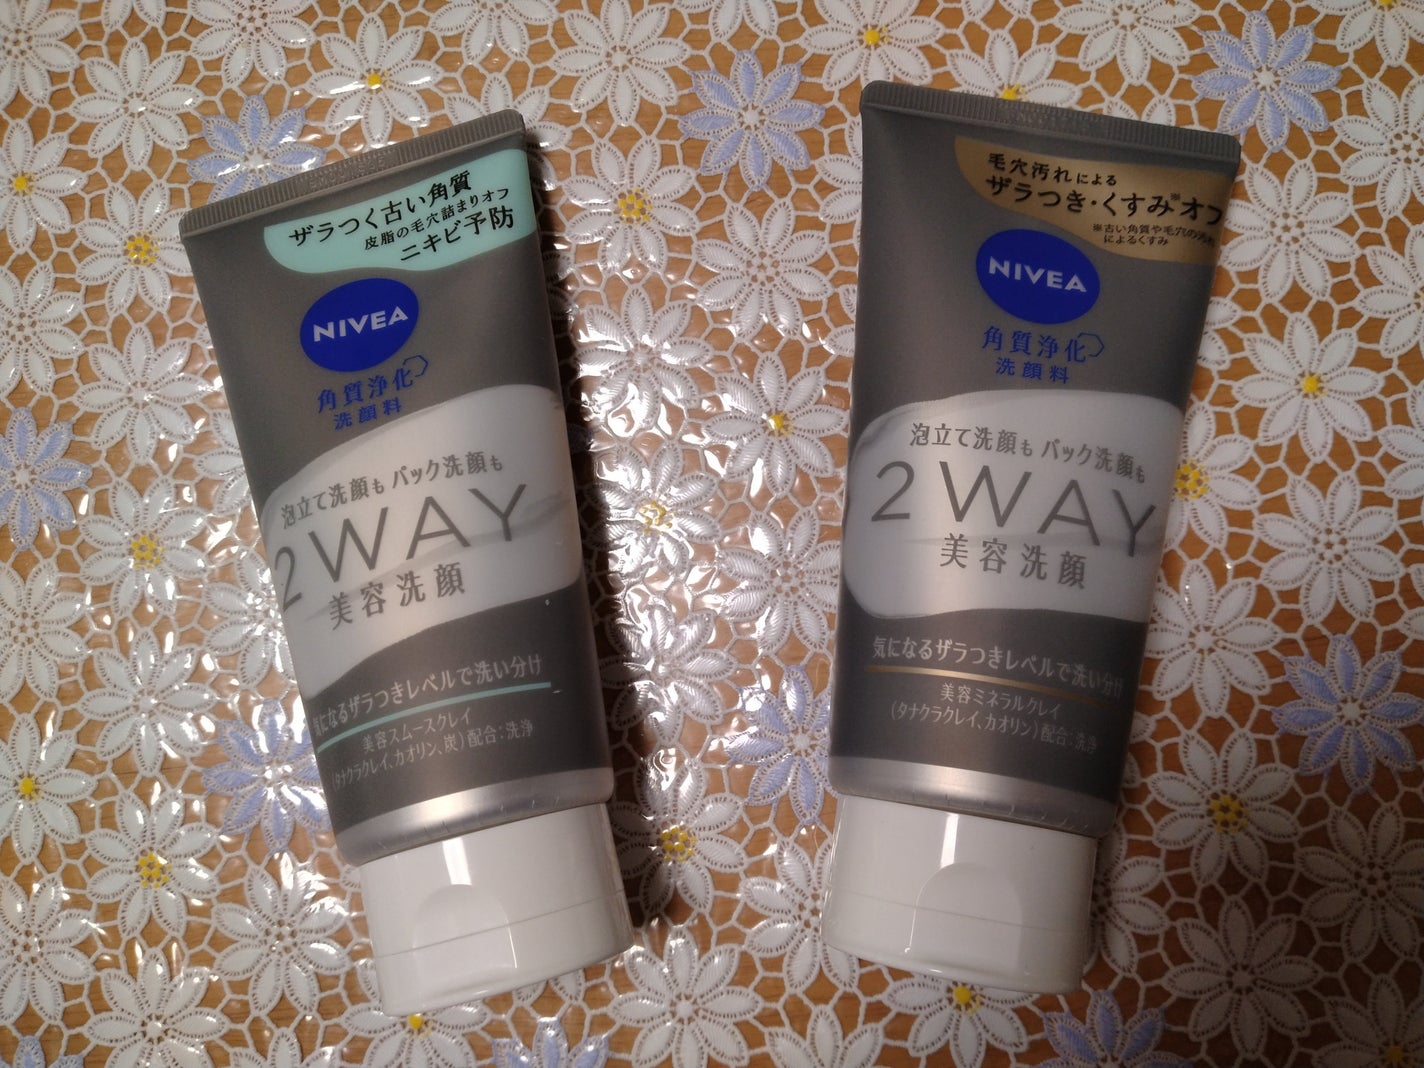 ザラつく古い角質
皮脂の毛穴詰まりオフ
ニキビ予防
NIVEA
角質浄化
洗顔料
泡立て洗顔も パック洗顔も
2WAY
美容洗顔
気になるザラつきレベルで洗い分け
美容スムースクレイ
(タナクラクレイ、カオリン、炭)配合:洗浄
毛穴汚れによる
ザラつき・くすみ※オフ
※古い角質や毛穴の汚れ
によるくすみ
NIVEA
角質浄化
洗顔料
泡立て洗顔も パック洗顔も
2WAY
美容洗顔
気になるザラつきレベルで洗い分け
美容ミネラルクレイ
(タナクラクレイ、カオリン)配合:洗浄